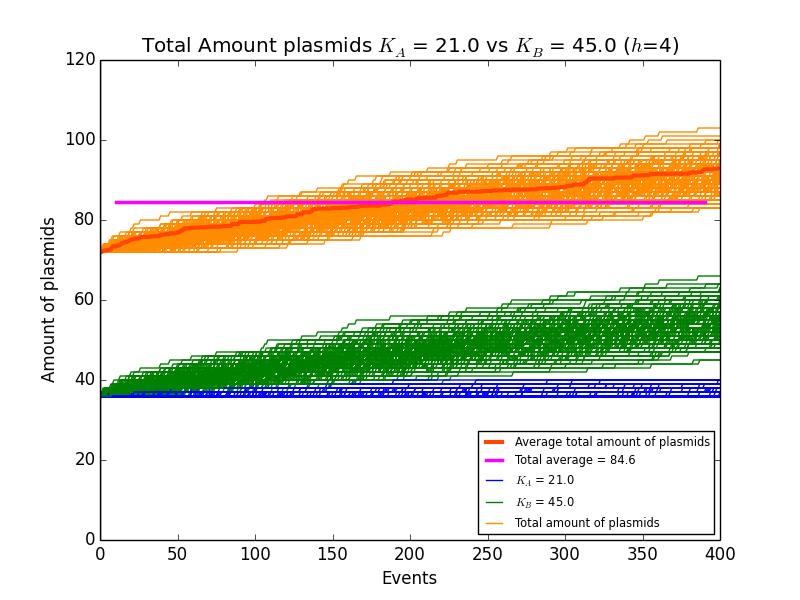 Total Amount plasmids K_A = 21.0 vs K_B = 45.0 (h=4)
120
100
80
60
40
20
0
Amount of plasmids
0 50 100 150 200 250 300 350 400
Events
Average total amount of plasmids
Total average = 84.6
K_A = 21.0
K_B = 45.0
Total amount of plasmids